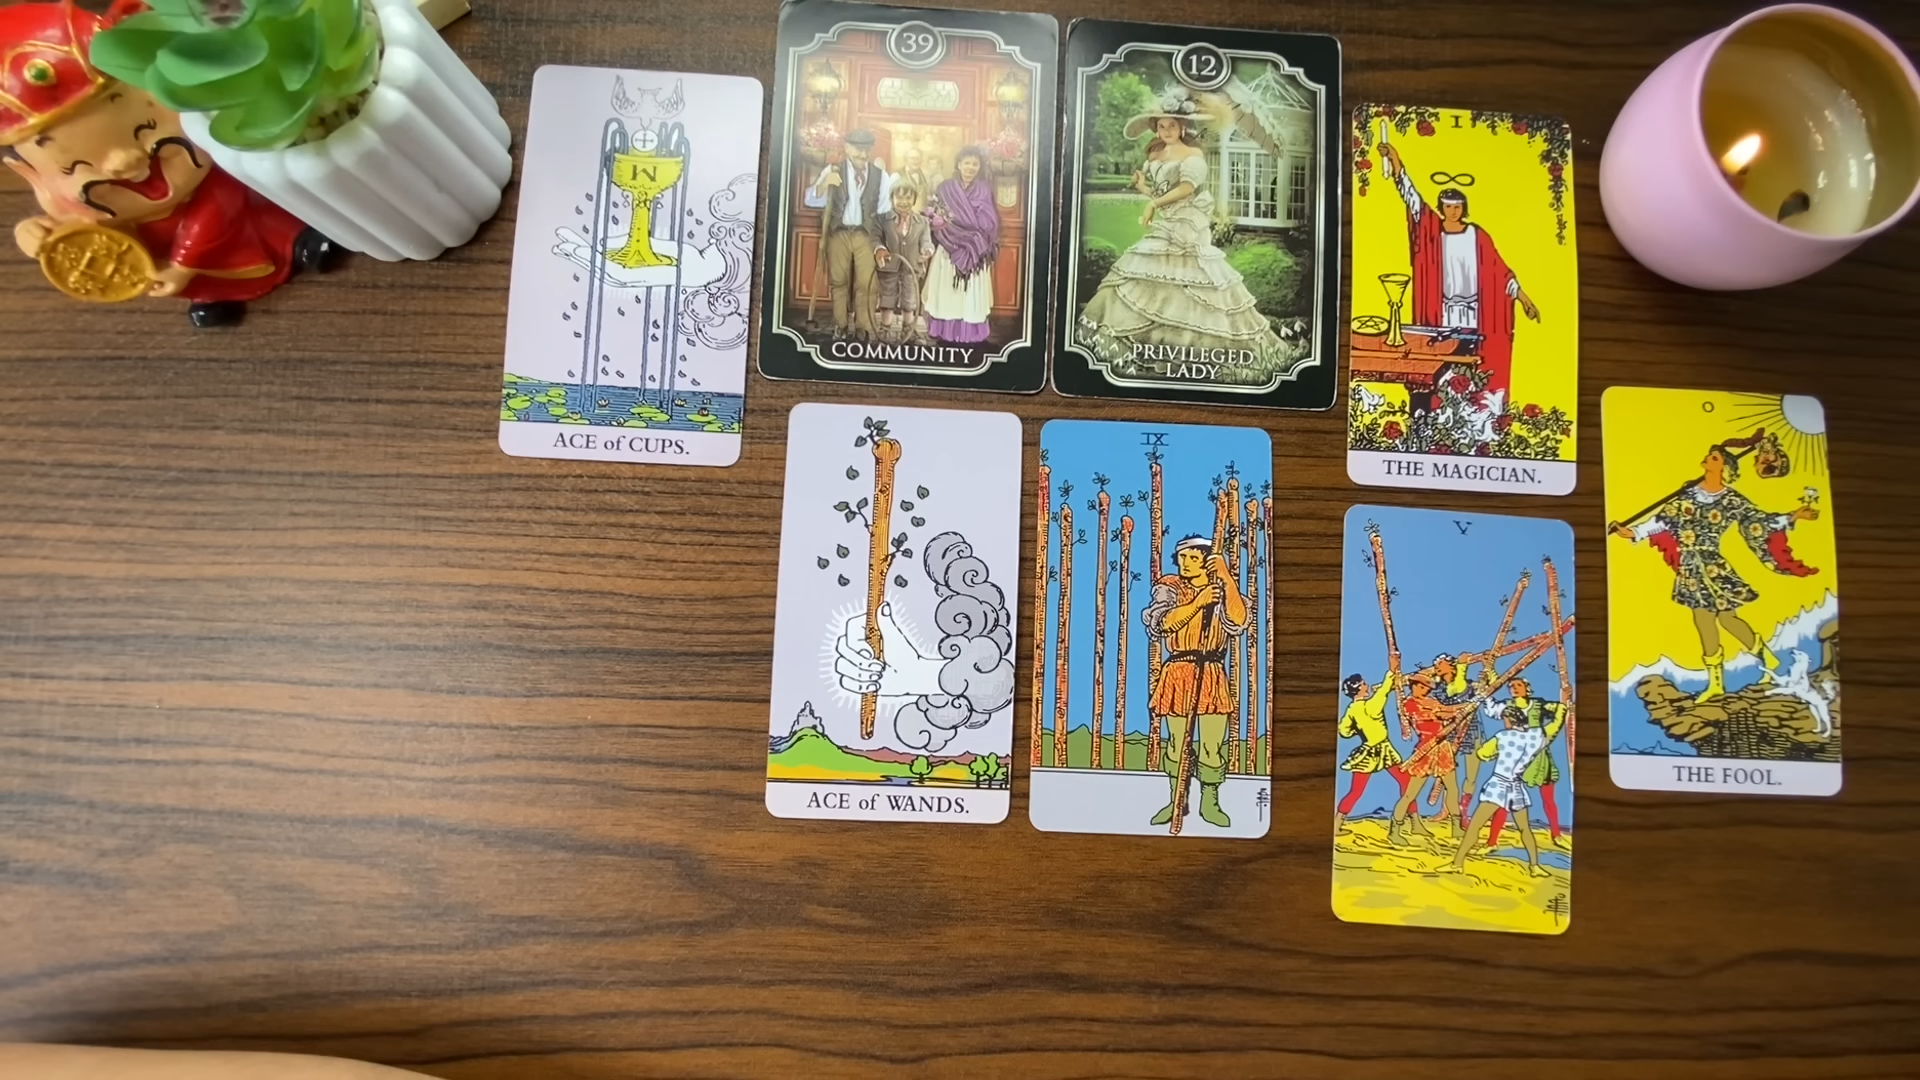 39
COMMUNITY
12
PRIVILEGED
LADY
I
THE MAGICIAN.
ACE of CUPS.
ACE of WANDS.
IX
V
0
THE FOOL.